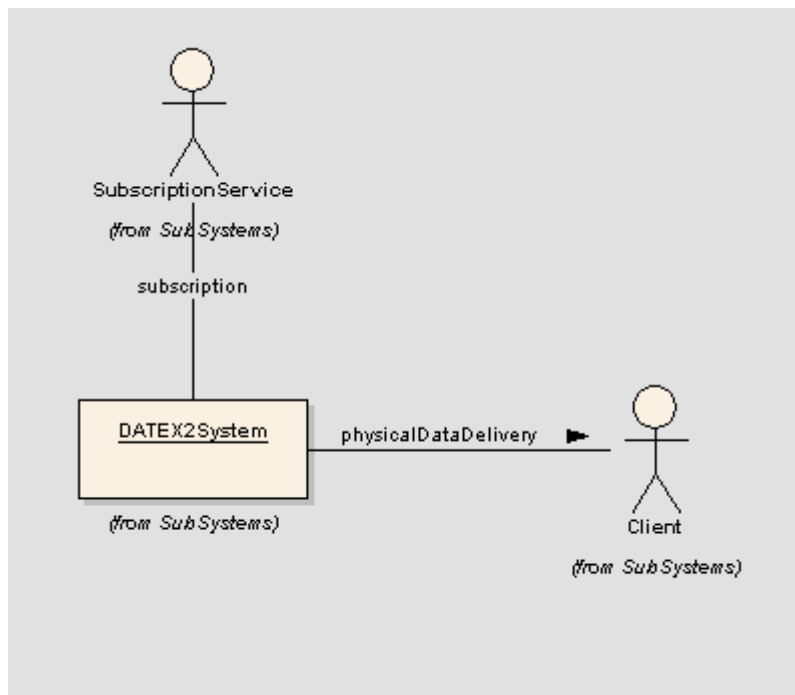 SubscriptionService
(from SubSystems)
subscription
DATEX2System
physicalDataDelivery
(from SubSystems)
Client
(from SubSystems)